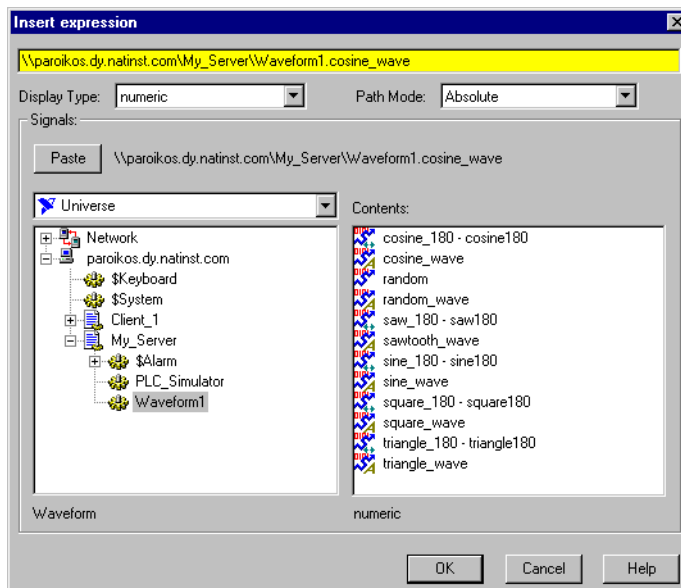 Insert expression
\\paroikos.dy.natinst.com\My_Server\Waveform1.cosine_wave
Display Type: numeric Path Mode: Absolute
Signals:
Paste \\paroikos.dy.natinst.com\My_Server\Waveform1.cosine_wave
Universe
Network
paroikos.dy.natinst.com
$Keyboard
$System
Client_1
My_Server
$Alarm
PLC_Simulator
Waveform1
Waveform
Contents:
cosine_180 - cosine180
cosine_wave
random
random_wave
saw_180 - saw180
sawtooth_wave
sine_180 - sine180
sine_wave
square_180 - square180
square_wave
triangle_180 - triangle180
triangle_wave
numeric
OK Cancel Help